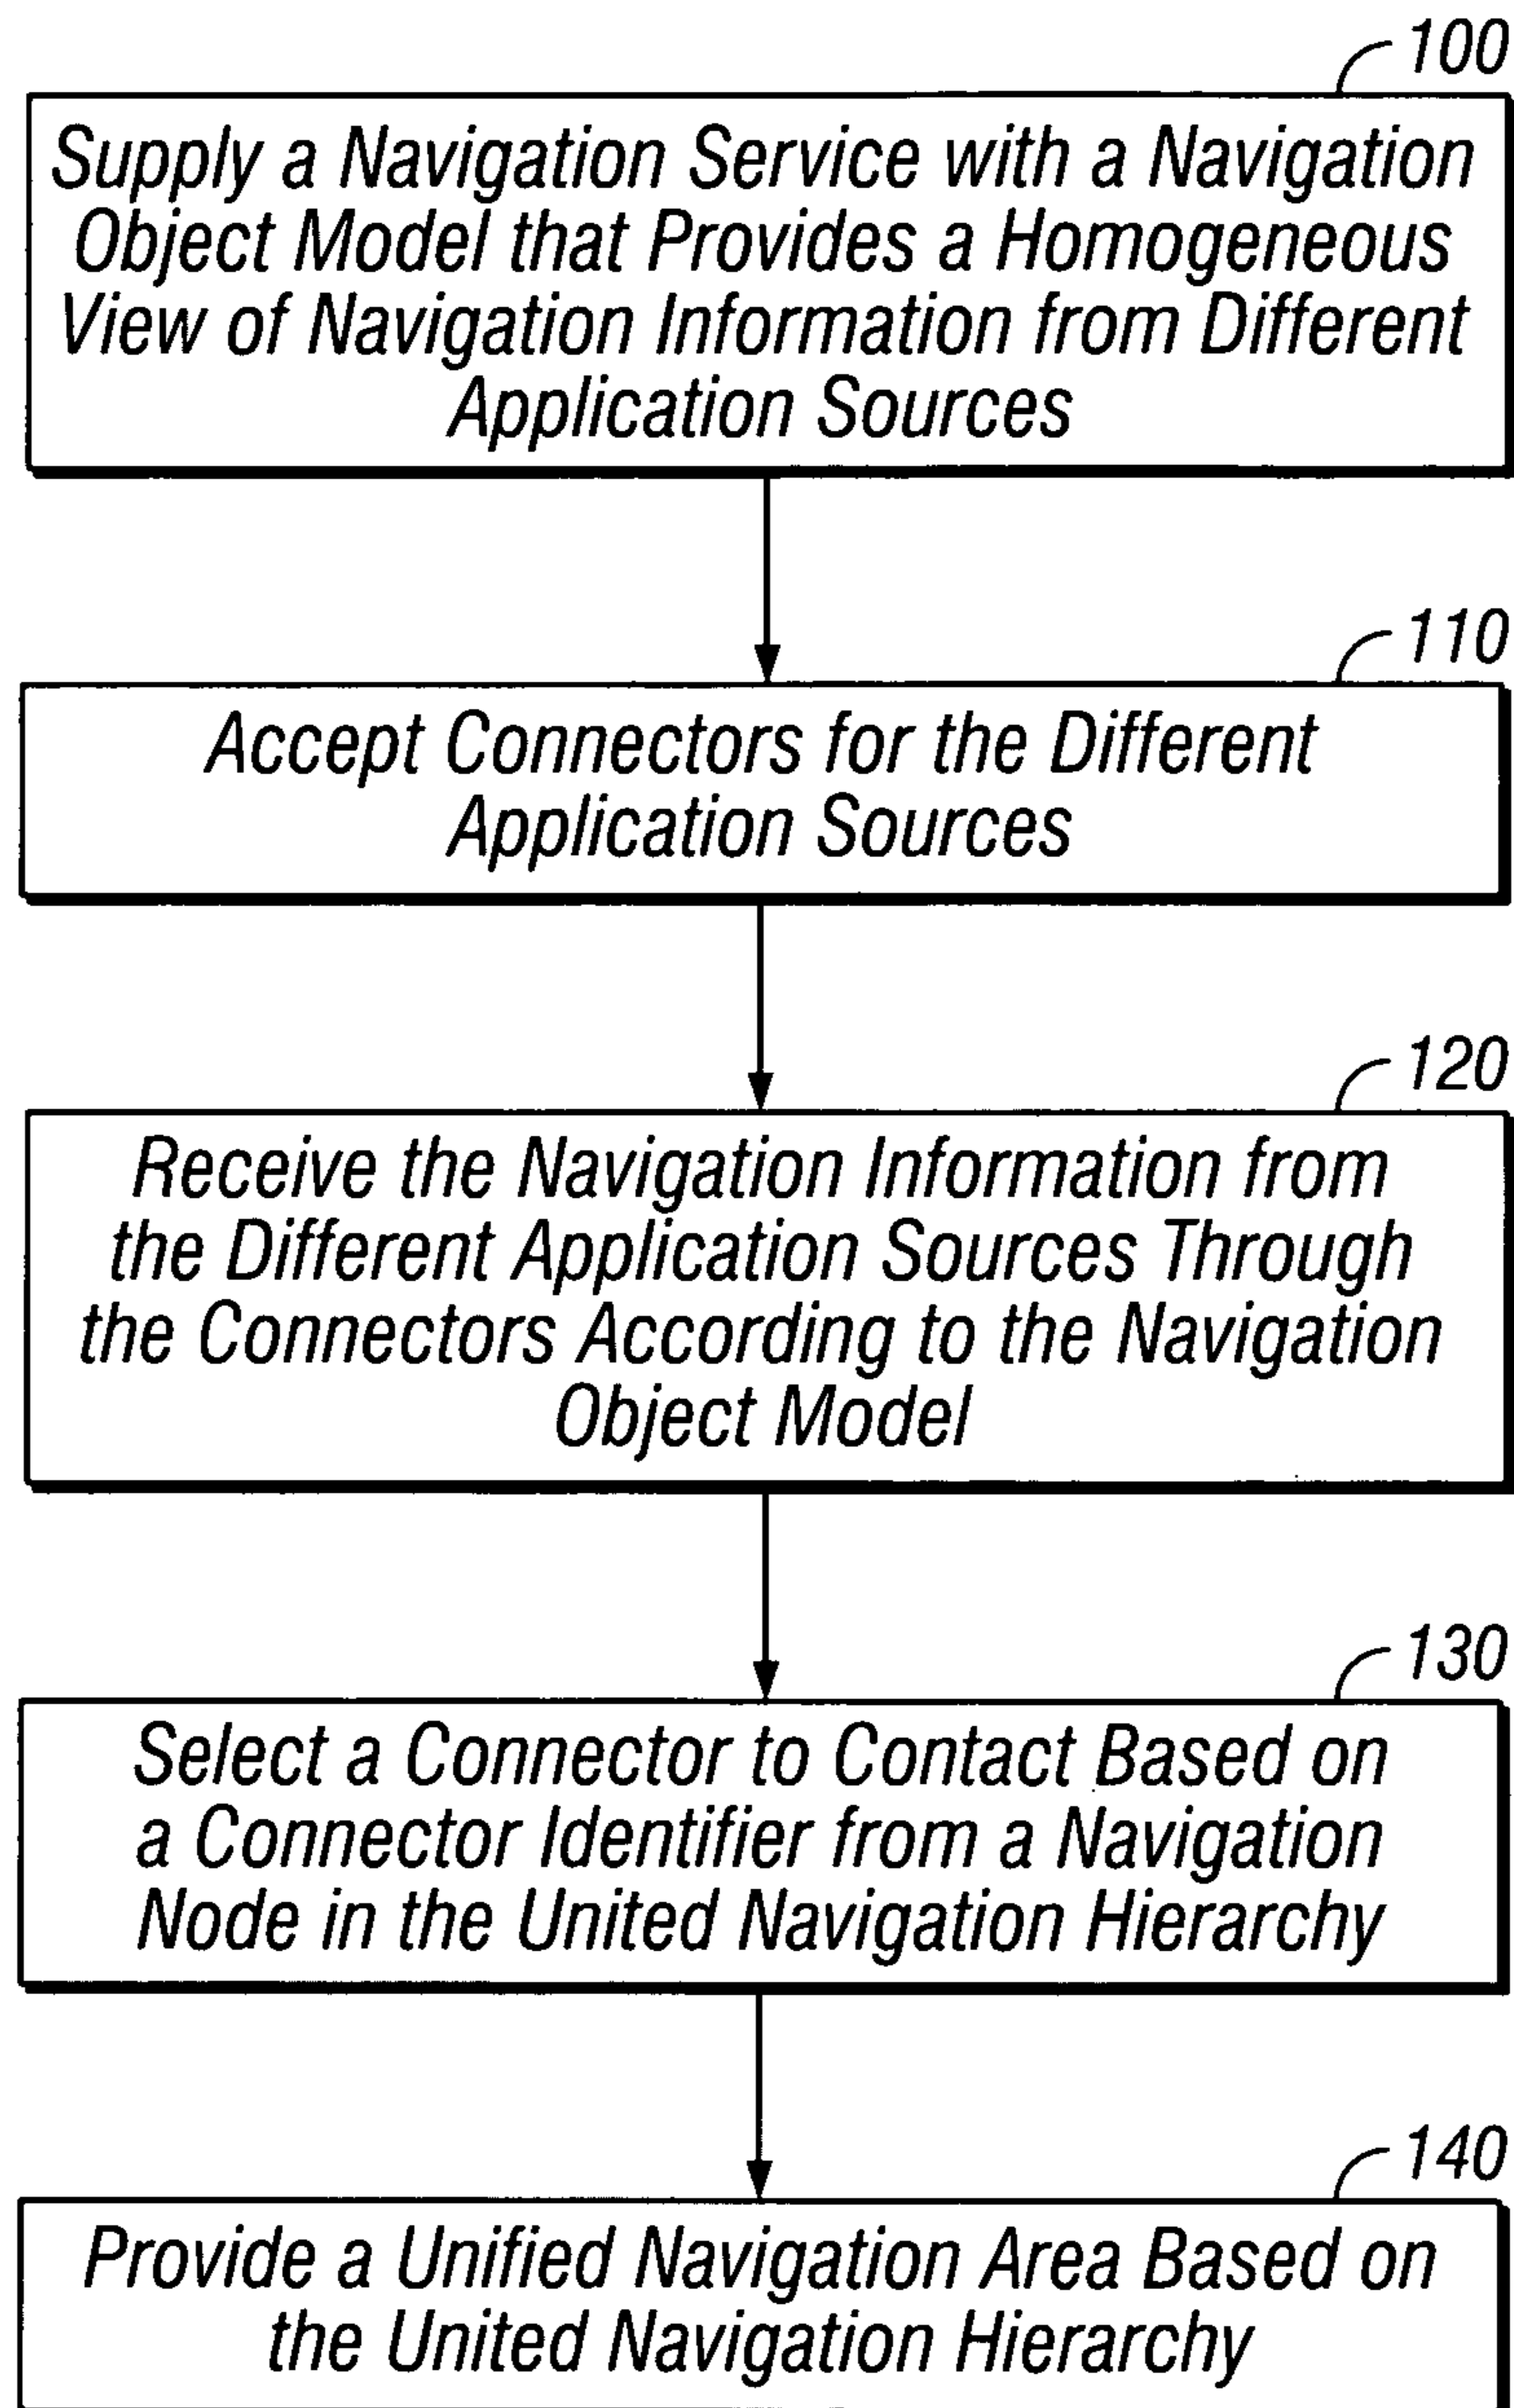 100
Supply a Navigation Service with a Navigation
Object Model that Provides a Homogeneous
View of Navigation Information from Different
Application Sources
110
Accept Connectors for the Different
Application Sources
120
Receive the Navigation Information from
the Different Application Sources Through
the Connectors According to the Navigation
Object Model
130
Select a Connector to Contact Based on
a Connector Identifier from a Navigation
Node in the United Navigation Hierarchy
140
Provide a Unified Navigation Area Based on
the United Navigation Hierarchy